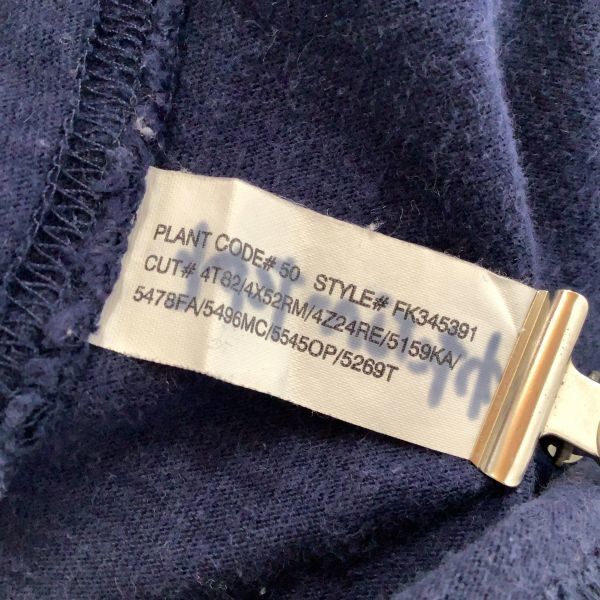 PLANT CODE# 50 STYLE# FK345391
CUT# 4T62/4X52RM/4Z24RE/5159KA/
5478FA/5496MC/5545OP/5269T